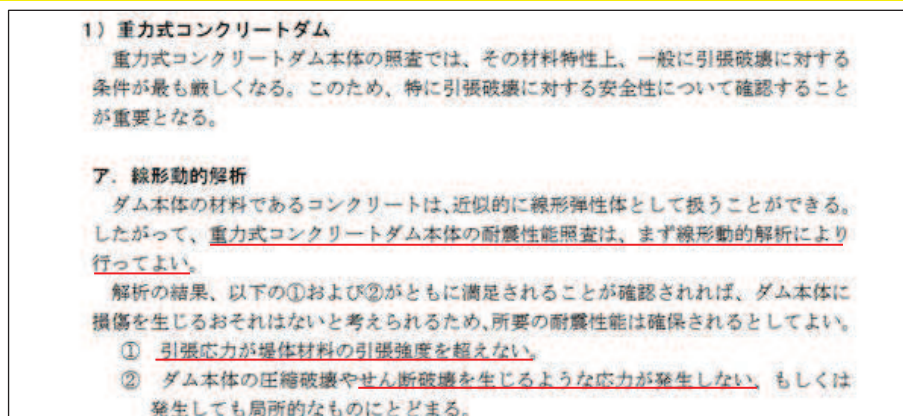 1）重力式コンクリートダム
重力式コンクリートダム本体の照査では、その材料特性上、一般に引張破壊に対する
条件が最も厳しくなる。このため、特に引張破壊に対する安全性について確認すること
が重要となる。
ア．線形動的解析
ダム本体の材料であるコンクリートは、近似的に線形弾性体として扱うことができる。
したがって、重力式コンクリートダム本体の耐震性能照査は、まず線形動的解析により
行ってよい。
解析の結果、以下の①および②がともに満足されることが確認されれば、ダム本体に
損傷を生じるおそれはないと考えられるため、所要の耐震性能は確保されるとしてよい。
① 引張応力が堤体材料の引張強度を超えない。
② ダム本体の圧縮破壊やせん断破壊を生じるような応力が発生しない、もしくは
発生しても局所的なものにとどまる。